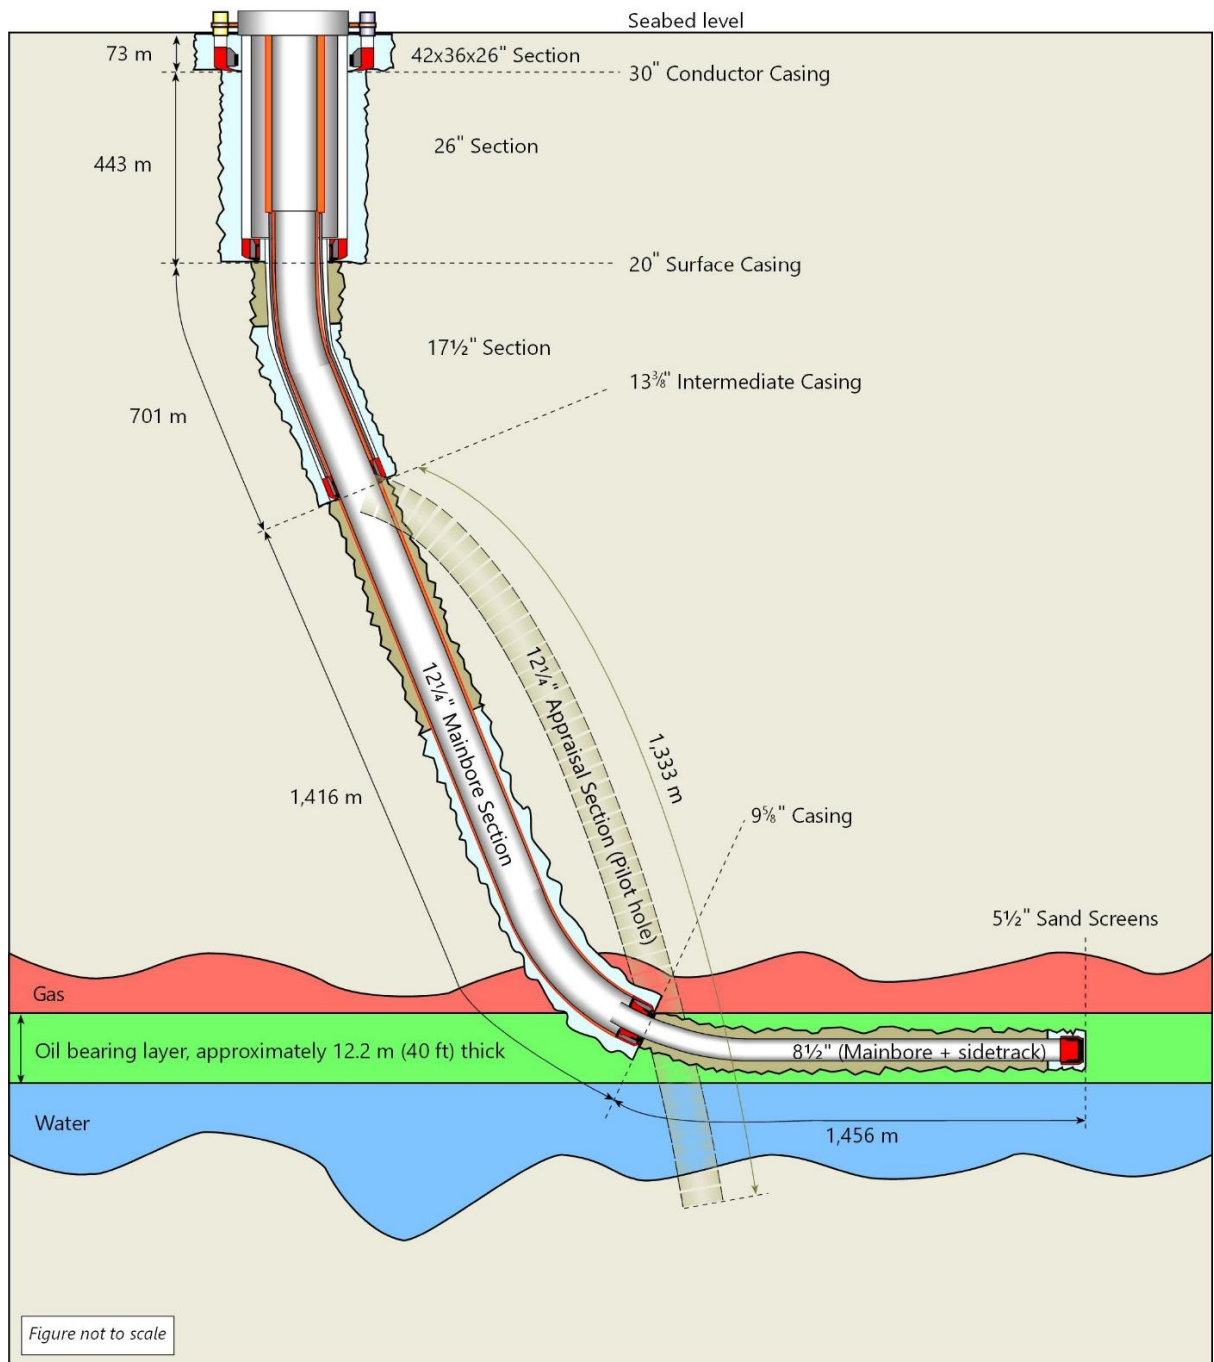 Seabed level
73 m
42x36x26" Section
30" Conductor Casing
443 m
26" Section
20" Surface Casing
17½" Section
13⅜" Intermediate Casing
701 m
12¼" Mainbore Section
12¼" Appraisal Section (Pilot hole)
1,333 m
1,416 m
9⅝" Casing
5½" Sand Screens
Gas
Oil bearing layer, approximately 12.2 m (40 ft) thick
8½" (Mainbore + sidetrack)
Water
1,456 m
Figure not to scale